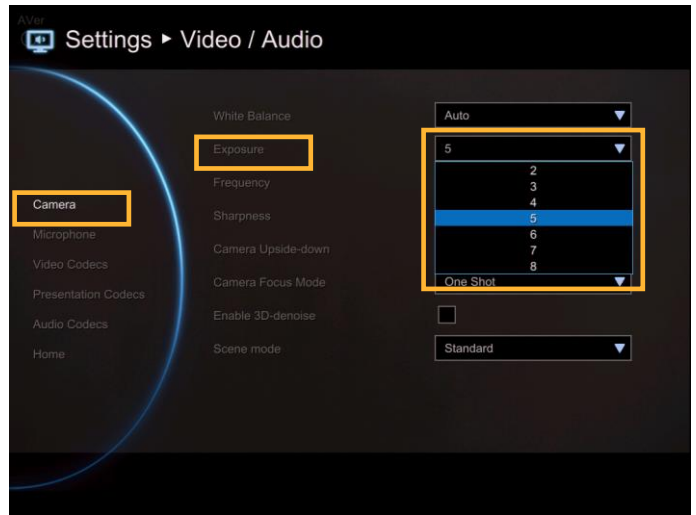 AVer
Settings ▸ Video / Audio
Camera
Microphone
Video Codecs
Presentation Codecs
Audio Codecs
Home
White Balance
Auto
Exposure
5
2
3
4
5
6
7
8
Frequency
Sharpness
Camera Upside-down
Camera Focus Mode
One Shot
Enable 3D-denoise
Scene mode
Standard